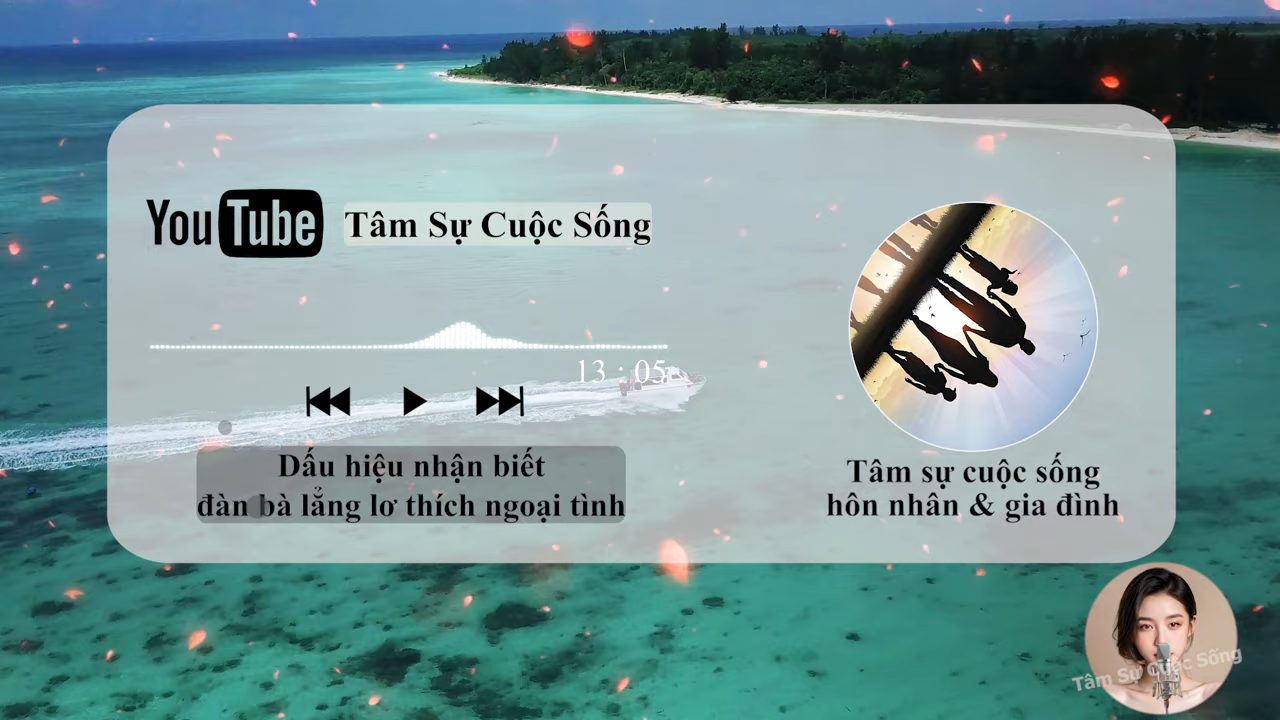 YouTube Tâm Sự Cuộc Sống
13 : 05
Dấu hiệu nhận biết
đàn bà lẳng lơ thích ngoại tình
Tâm sự cuộc sống
hôn nhân & gia đình
Tâm Sự Cuộc Sống